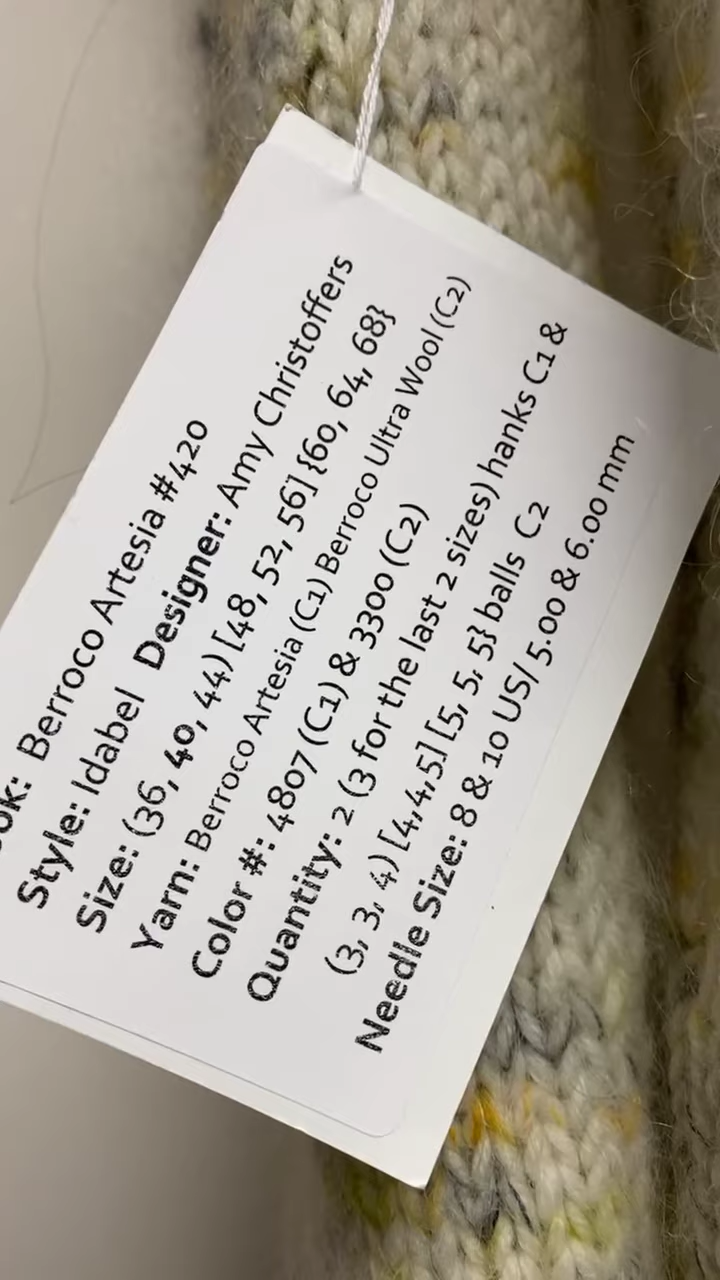 ok: Berroco Artesia #420
Style: Idabel Designer: Amy Christoffers
Size: (36, 40, 44) [48, 52, 56] {60, 64, 68}
Yarn: Berroco Artesia (C1) Berroco Ultra Wool (C2)
Color #: 4807 (C1) & 3300 (C2)
Quantity: 2 (3 for the last 2 sizes) hanks C1 &
(3, 3, 4) [4,4,5] [5, 5, 5} balls C2
Needle Size: 8 & 10 US/ 5.00 & 6.00 mm